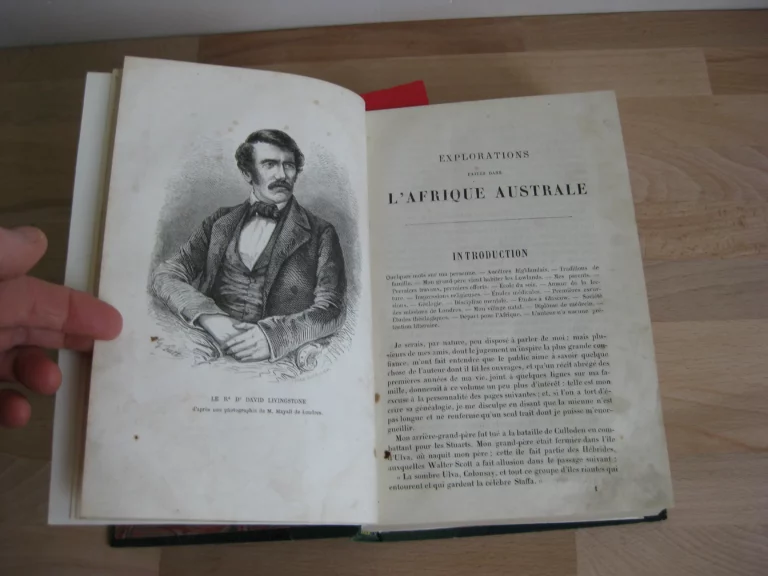 LE Rd Dr DAVID LIVINGSTONE
d'après une photographie de M. Mayall de Londres.
EXPLORATIONS
DANS
L'AFRIQUE AUSTRALE
INTRODUCTION
Quelques mots sur ma personne. — Ancêtres Highlandais. — Traditions de
famille. — Mon grand-père vient habiter les Lowlands. — Mes parents. —
Premiers travaux, premiers efforts. — École du soir. — Amour de la lec-
ture — Impressions religieuses. — Études médicales. — Premières excur-
sions. — Géologie. — Discipline mentale. — Études à Glasgow. — Société
des missions de Londres. — Mon village natal. — Diplôme de médecin. —
Études théologiques. — Départ pour l'Afrique. —
Je serais, par nature, peu disposé à parler de moi; mais plu-
sieurs de mes amis, dont le jugement m'inspire la plus grande con-
fiance, m'ont fait entendre que le public aime à savoir quelque
chose de l'auteur dont il lit les ouvrages, et qu'un récit abrégé des
premières années de ma vie, joint à quelques lignes sur ma fa-
mille, donnerait à ce volume un peu plus d'intérêt: telle est mon
excuse à la personnalité des pages suivantes; et, si l'on a tort d'é-
crire sa généalogie, je me disculpe en disant que la mienne n'est
pas longue et ne renferme qu'un seul trait dont je puisse m'enor-
gueillir.
Mon arrière-grand-père fut tué à la bataille de Culloden en com-
battant pour les Stuarts. Mon grand-père était fermier dans l'île
d'Ulva, où naquit mon père; cette île fait partie des Hébrides,
auxquelles Walter Scott a fait allusion dans le passage suivant:
« La sombre Ulva, Colonsay, et tout ce groupe d'îles riantes qui
entourent et qui gardent la célèbre Staffa. »
1